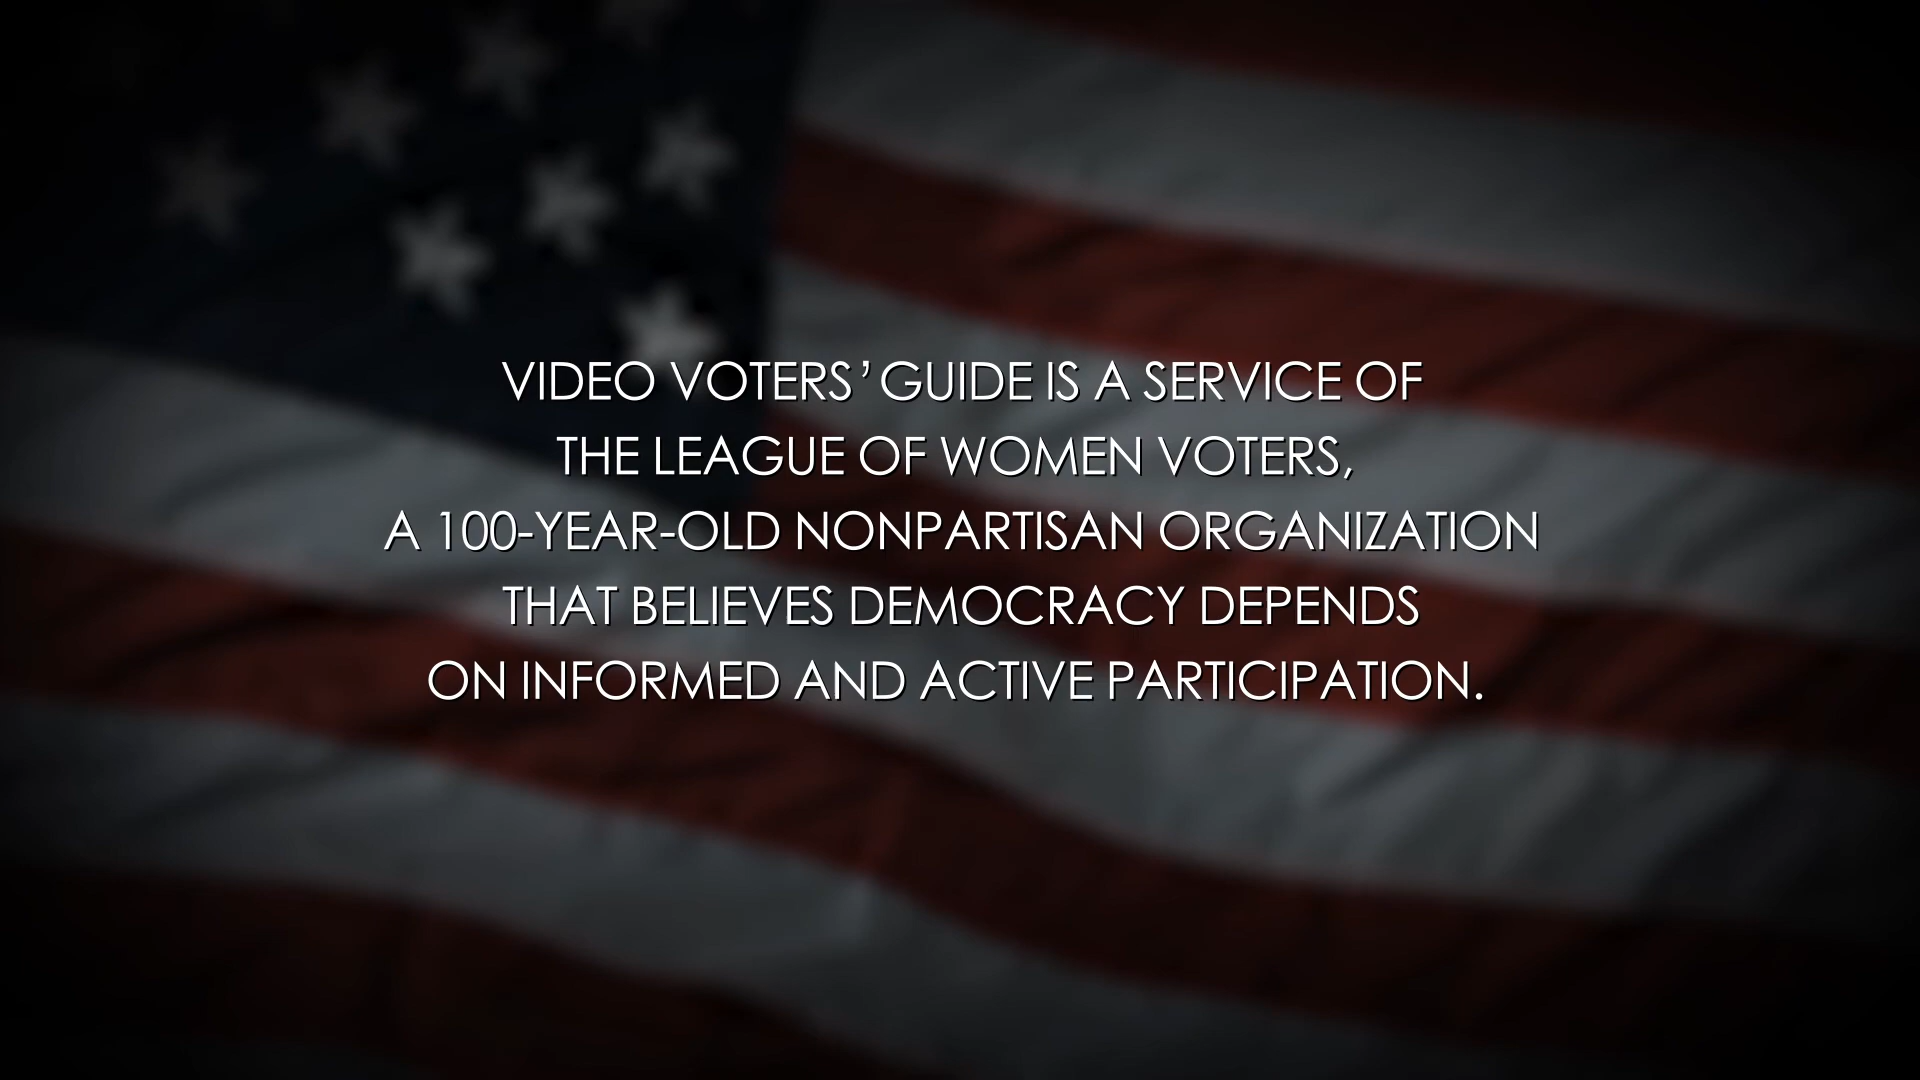 VIDEO VOTERS’ GUIDE IS A SERVICE OF
THE LEAGUE OF WOMEN VOTERS,
A 100-YEAR-OLD NONPARTISAN ORGANIZATION
THAT BELIEVES DEMOCRACY DEPENDS
ON INFORMED AND ACTIVE PARTICIPATION.